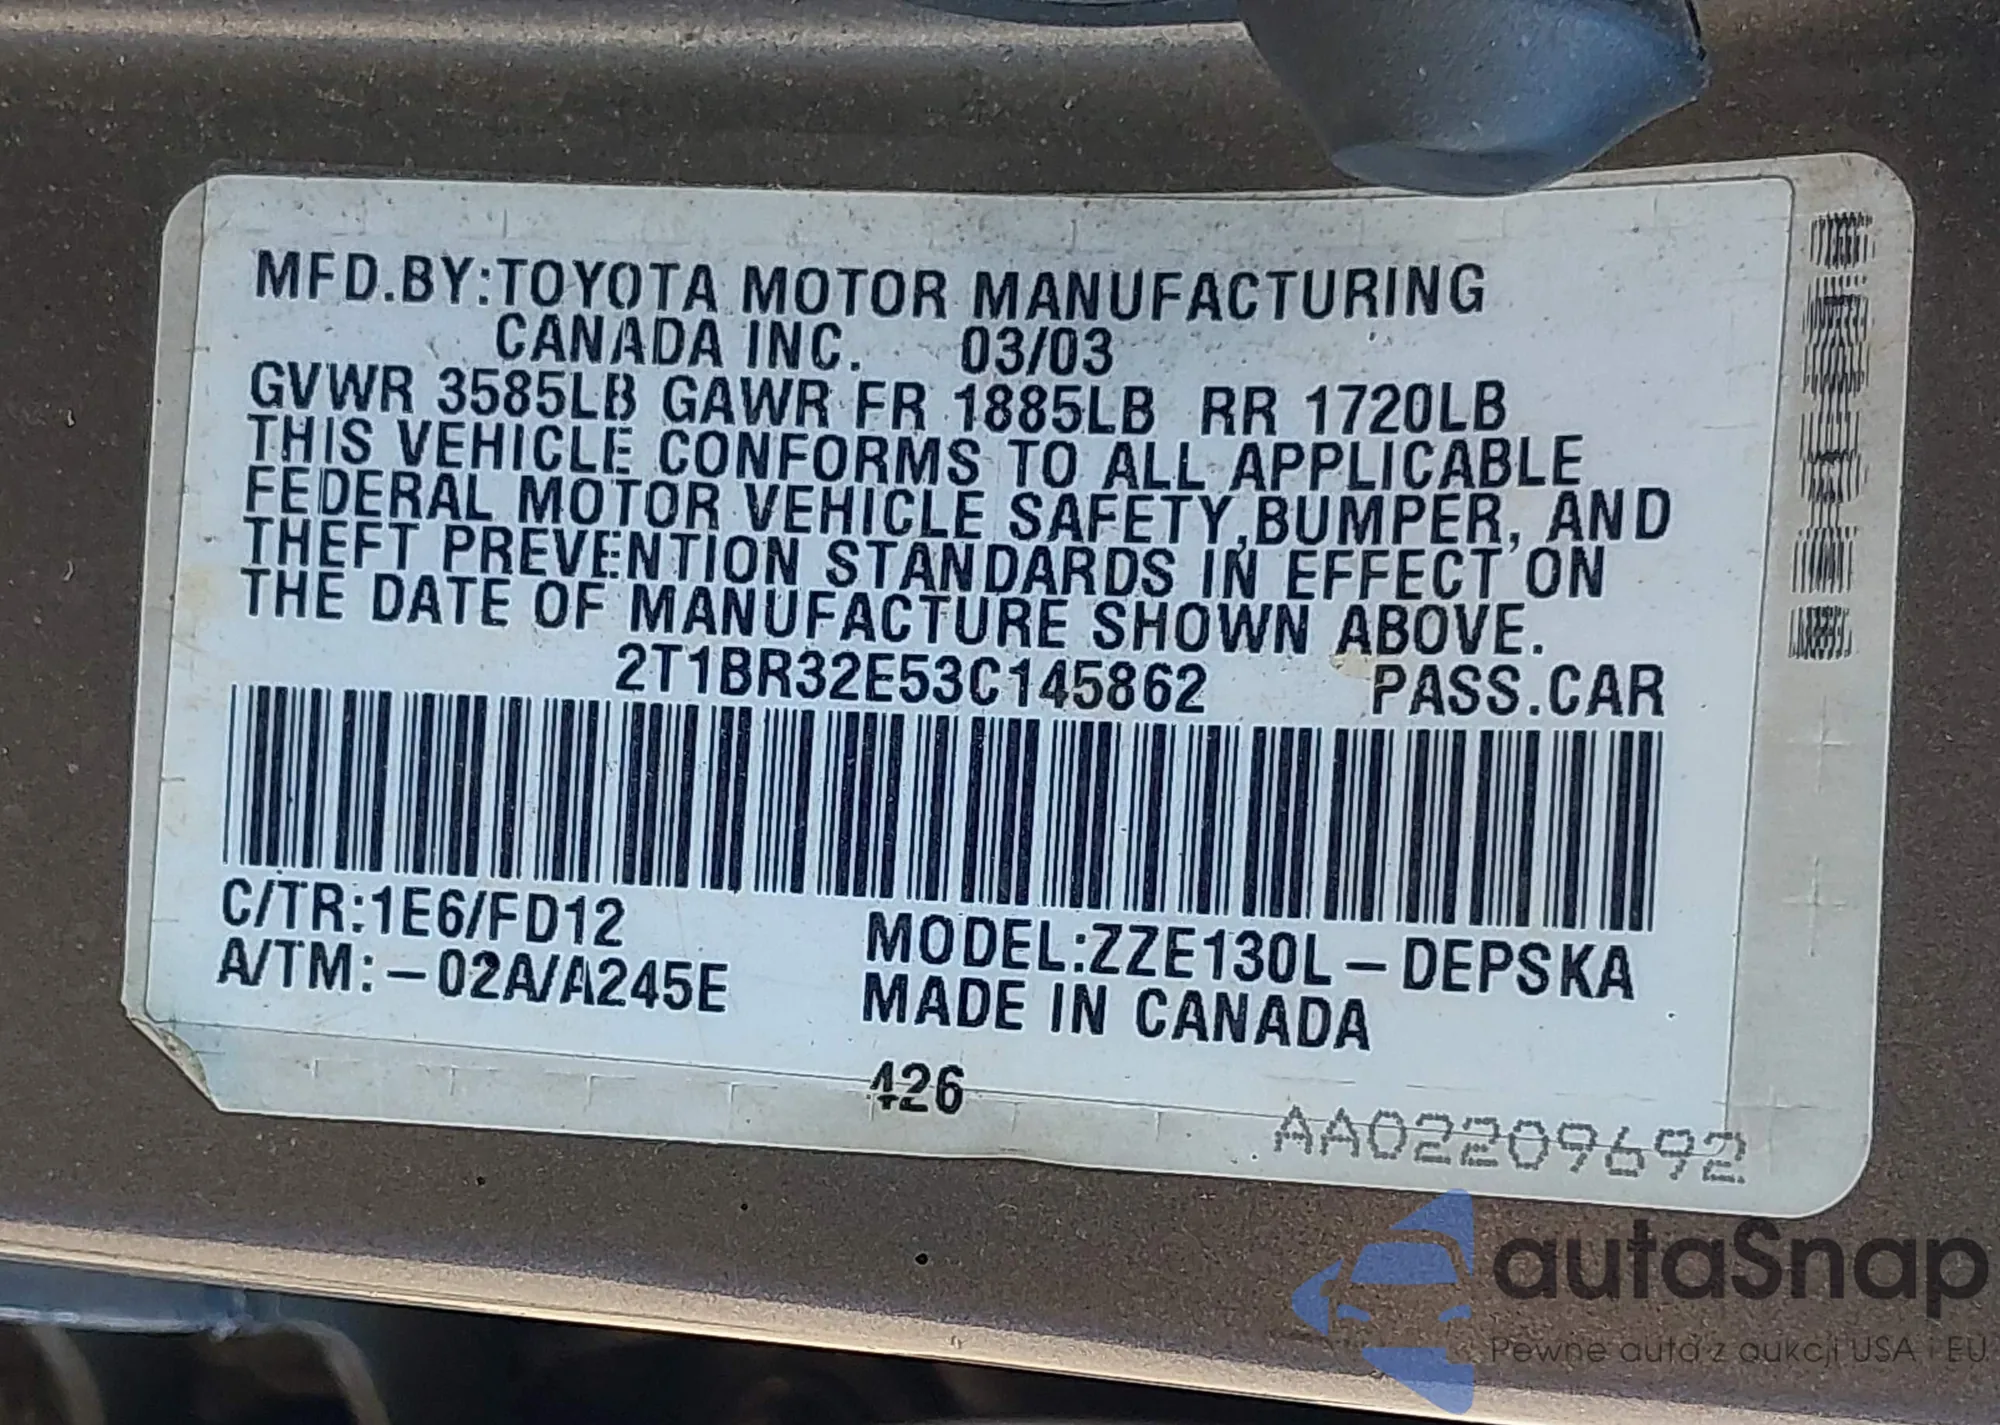 MFD.BY:TOYOTA MOTOR MANUFACTURING
CANADA INC. 03/03
GVWR 3585LB GAWR FR 1885LB RR 1720LB
THIS VEHICLE CONFORMS TO ALL APPLICABLE
FEDERAL MOTOR VEHICLE SAFETY,BUMPER, AND
THEFT PREVENTION STANDARDS IN EFFECT ON
THE DATE OF MANUFACTURE SHOWN ABOVE.
2T1BR32E53C145862 PASS.CAR
C/TR:1E6/FD12
A/TM:-02A/A245E
MODEL:ZZE130L-DEPSKA
MADE IN CANADA
426
AA02209692
autaSnap
Pewne auta z aukcji USA i EU